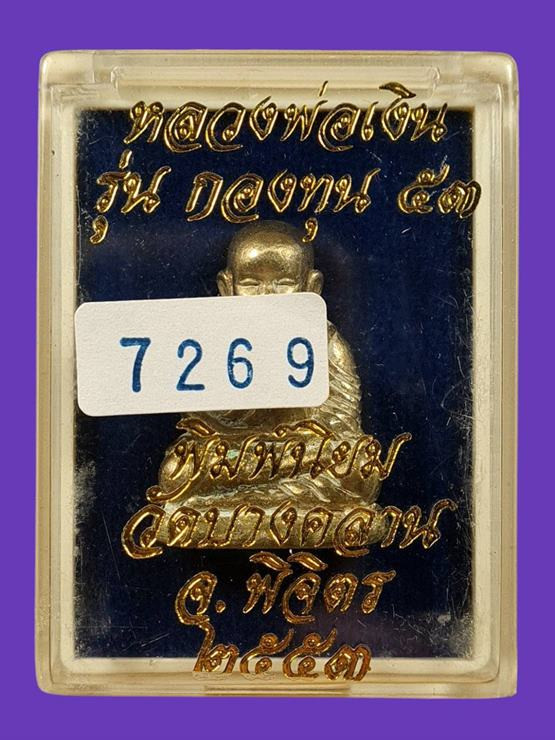 หลวงพ่อเงิน
รุ่น กองทุน ๕๓
7269
พิมพ์นิยม
วัดบางคลาน
จ. พิจิตร
๒๕๕๓